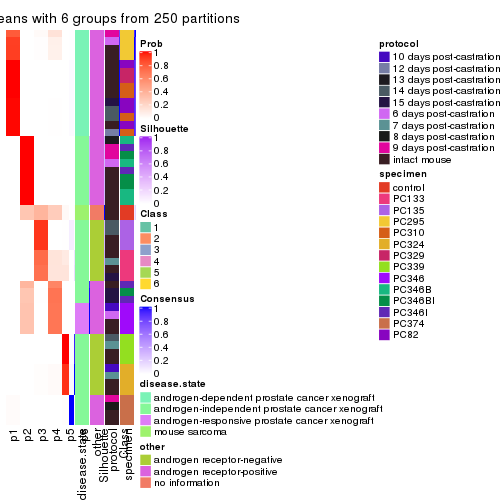 eans with 6 groups from 250 partitions
Prob
1
0.8
0.6
0.4
0.2
0
Silhouette
1
0.8
0.6
0.4
0.2
0
Class
1
2
3
4
5
6
Consensus
1
0.8
0.6
0.4
0.2
0
disease.state
androgen-dependent prostate cancer xenograft
androgen-independent prostate cancer xenograft
androgen-responsive prostate cancer xenograft
mouse sarcoma
other
androgen receptor-negative
androgen receptor-positive
no information
protocol
10 days post-castration
12 days post-castration
13 days post-castration
14 days post-castration
15 days post-castration
6 days post-castration
7 days post-castration
8 days post-castration
9 days post-castration
intact mouse
specimen
control
PC133
PC135
PC295
PC310
PC324
PC329
PC339
PC346
PC346B
PC346BI
PC346I
PC374
PC82
p1
p2
p3
p4
p5
disease.state
other
Silhouette
protocol
Class
specimen